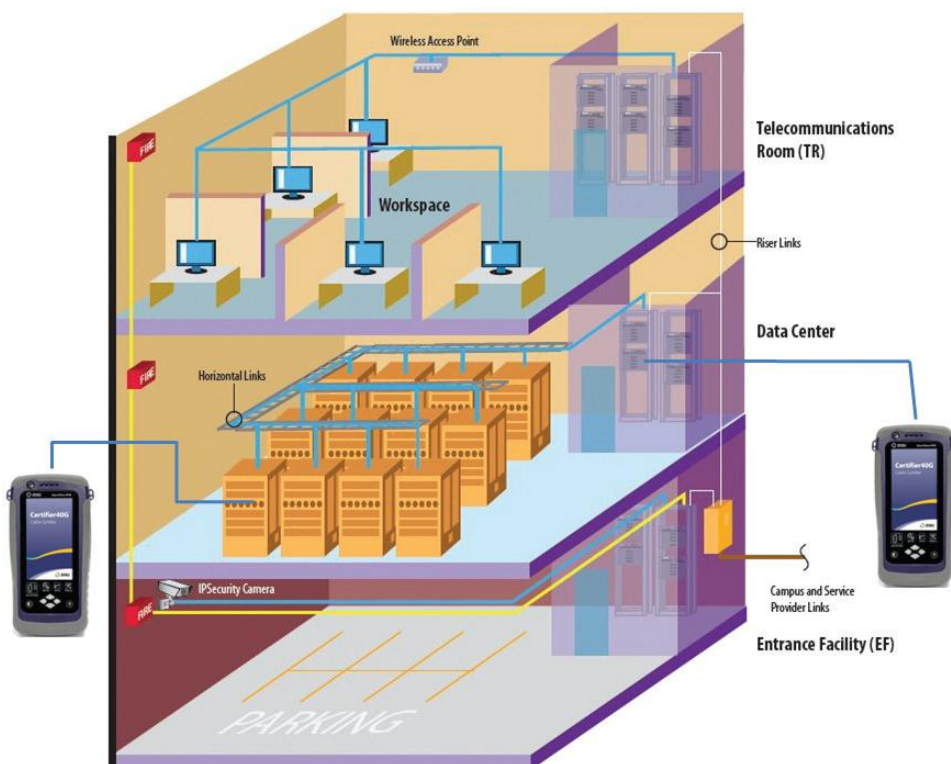 Wireless Access Point
FIRE
Telecommunications
Room (TR)
Workspace
Riser Links
Data Center
FIRE
Horizontal Links
Certifier40G
Certifier40G
IPSecurity Camera
FIRE
Campus and Service
Provider Links
Entrance Facility (EF)
PARKING